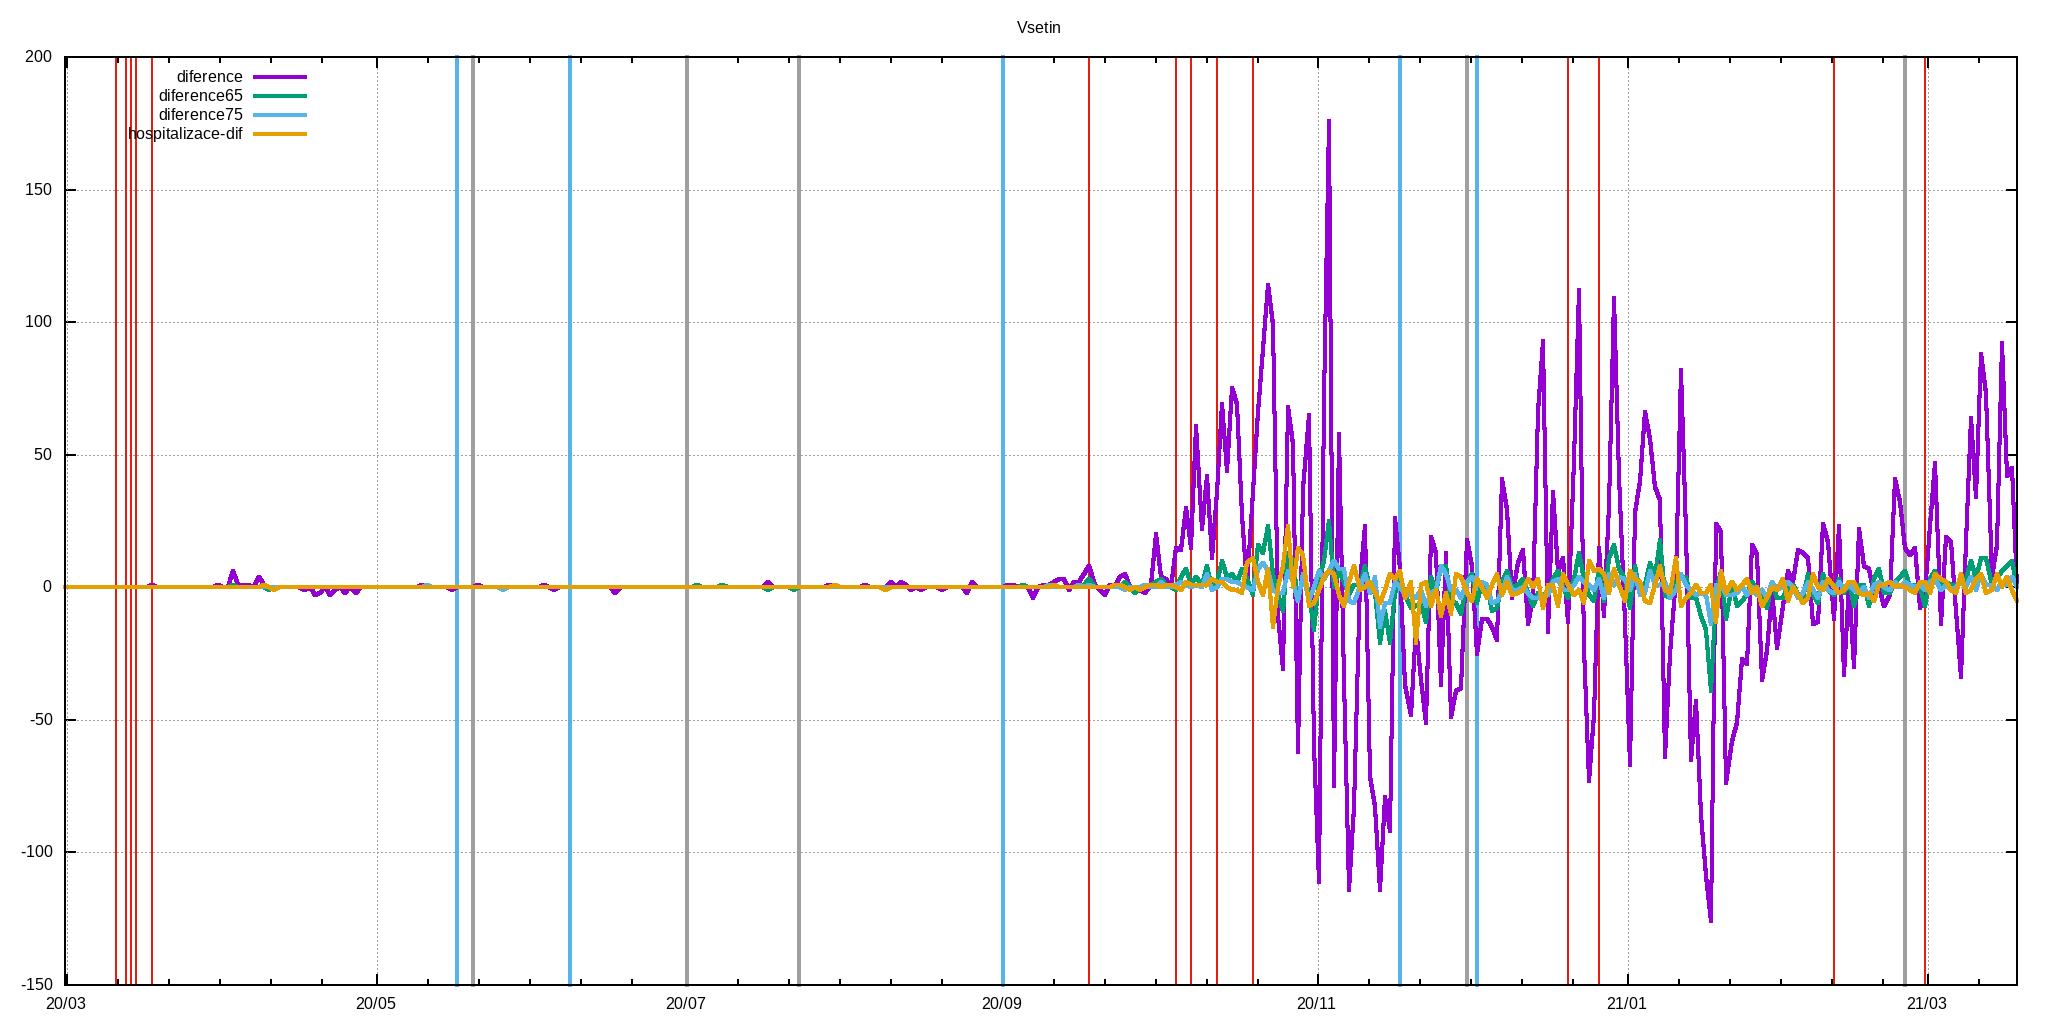 Vsetin
200
150
100
50
0
-50
-100
-150
diference
diference65
diference75
hospitalizace-dif
20/03 20/05 20/07 20/09 20/11 21/01 21/03